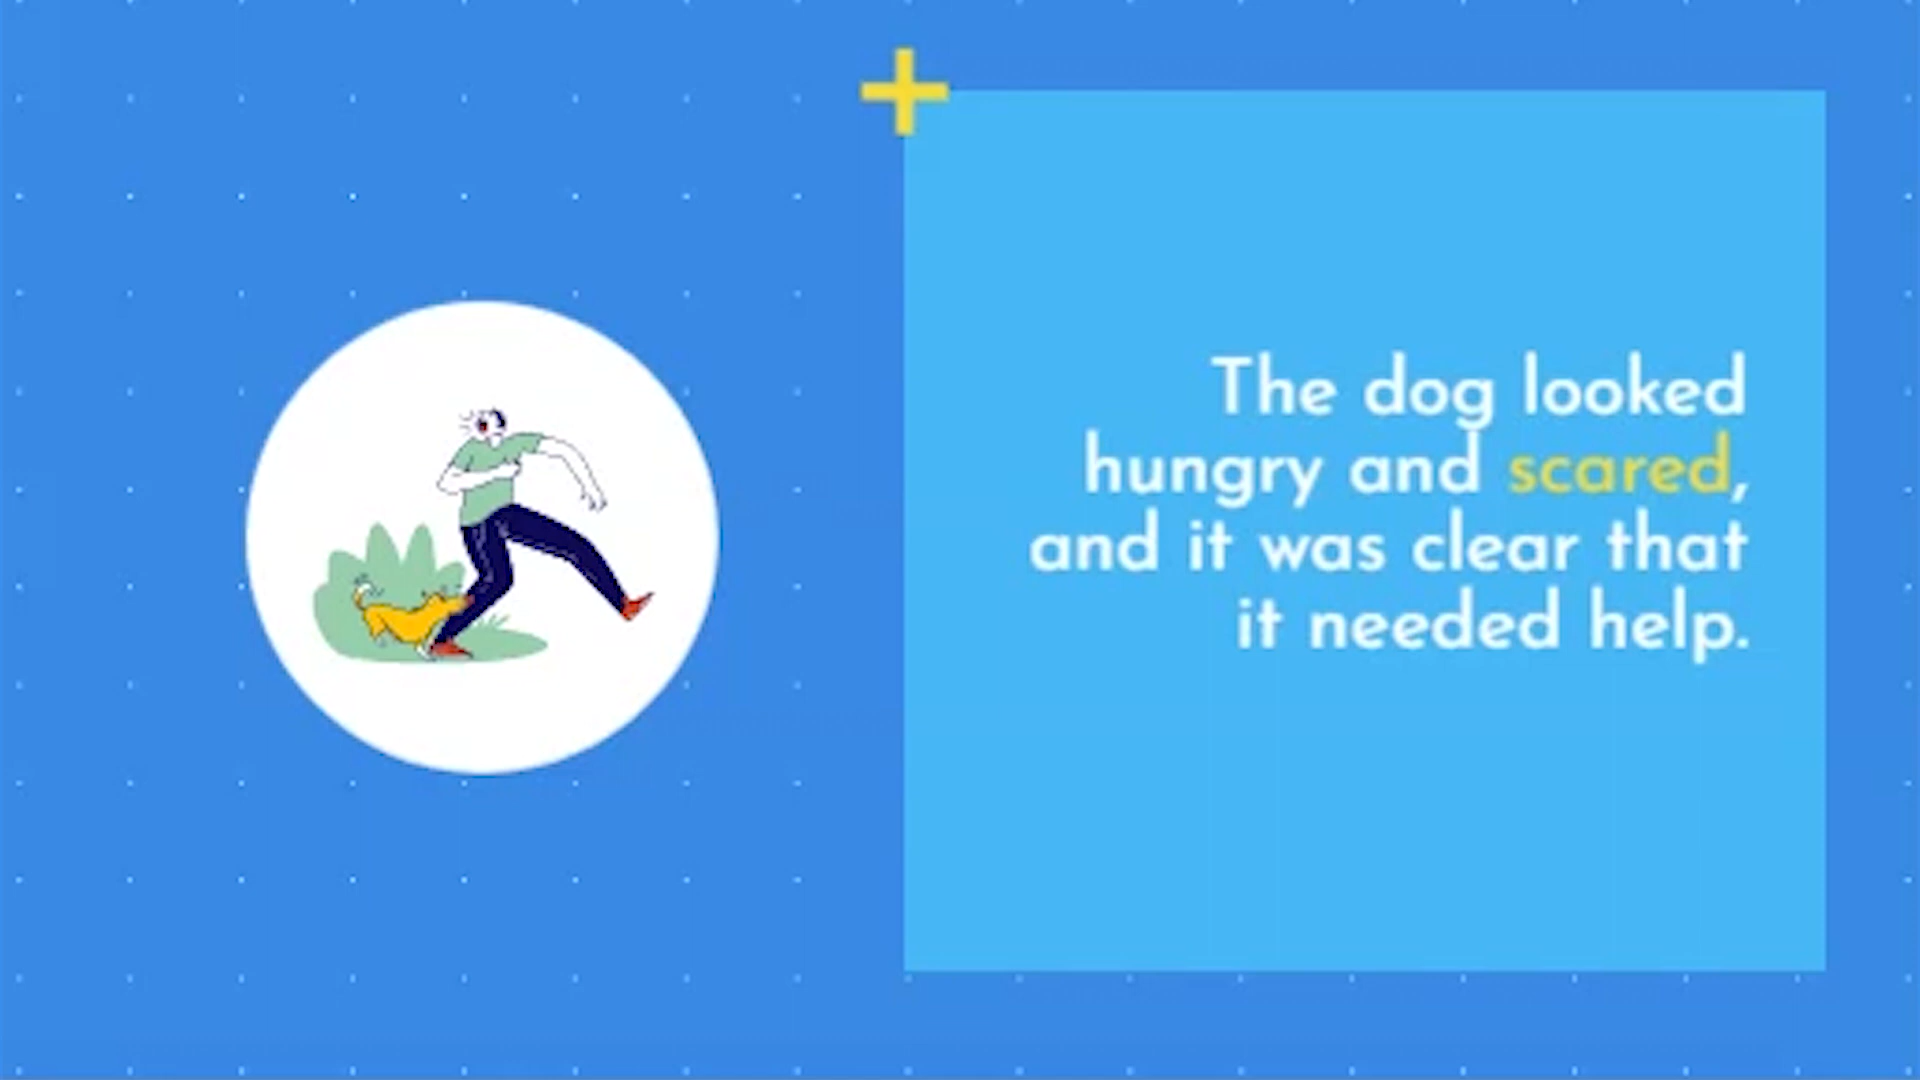 The dog looked
hungry and scared,
and it was clear that
it needed help.